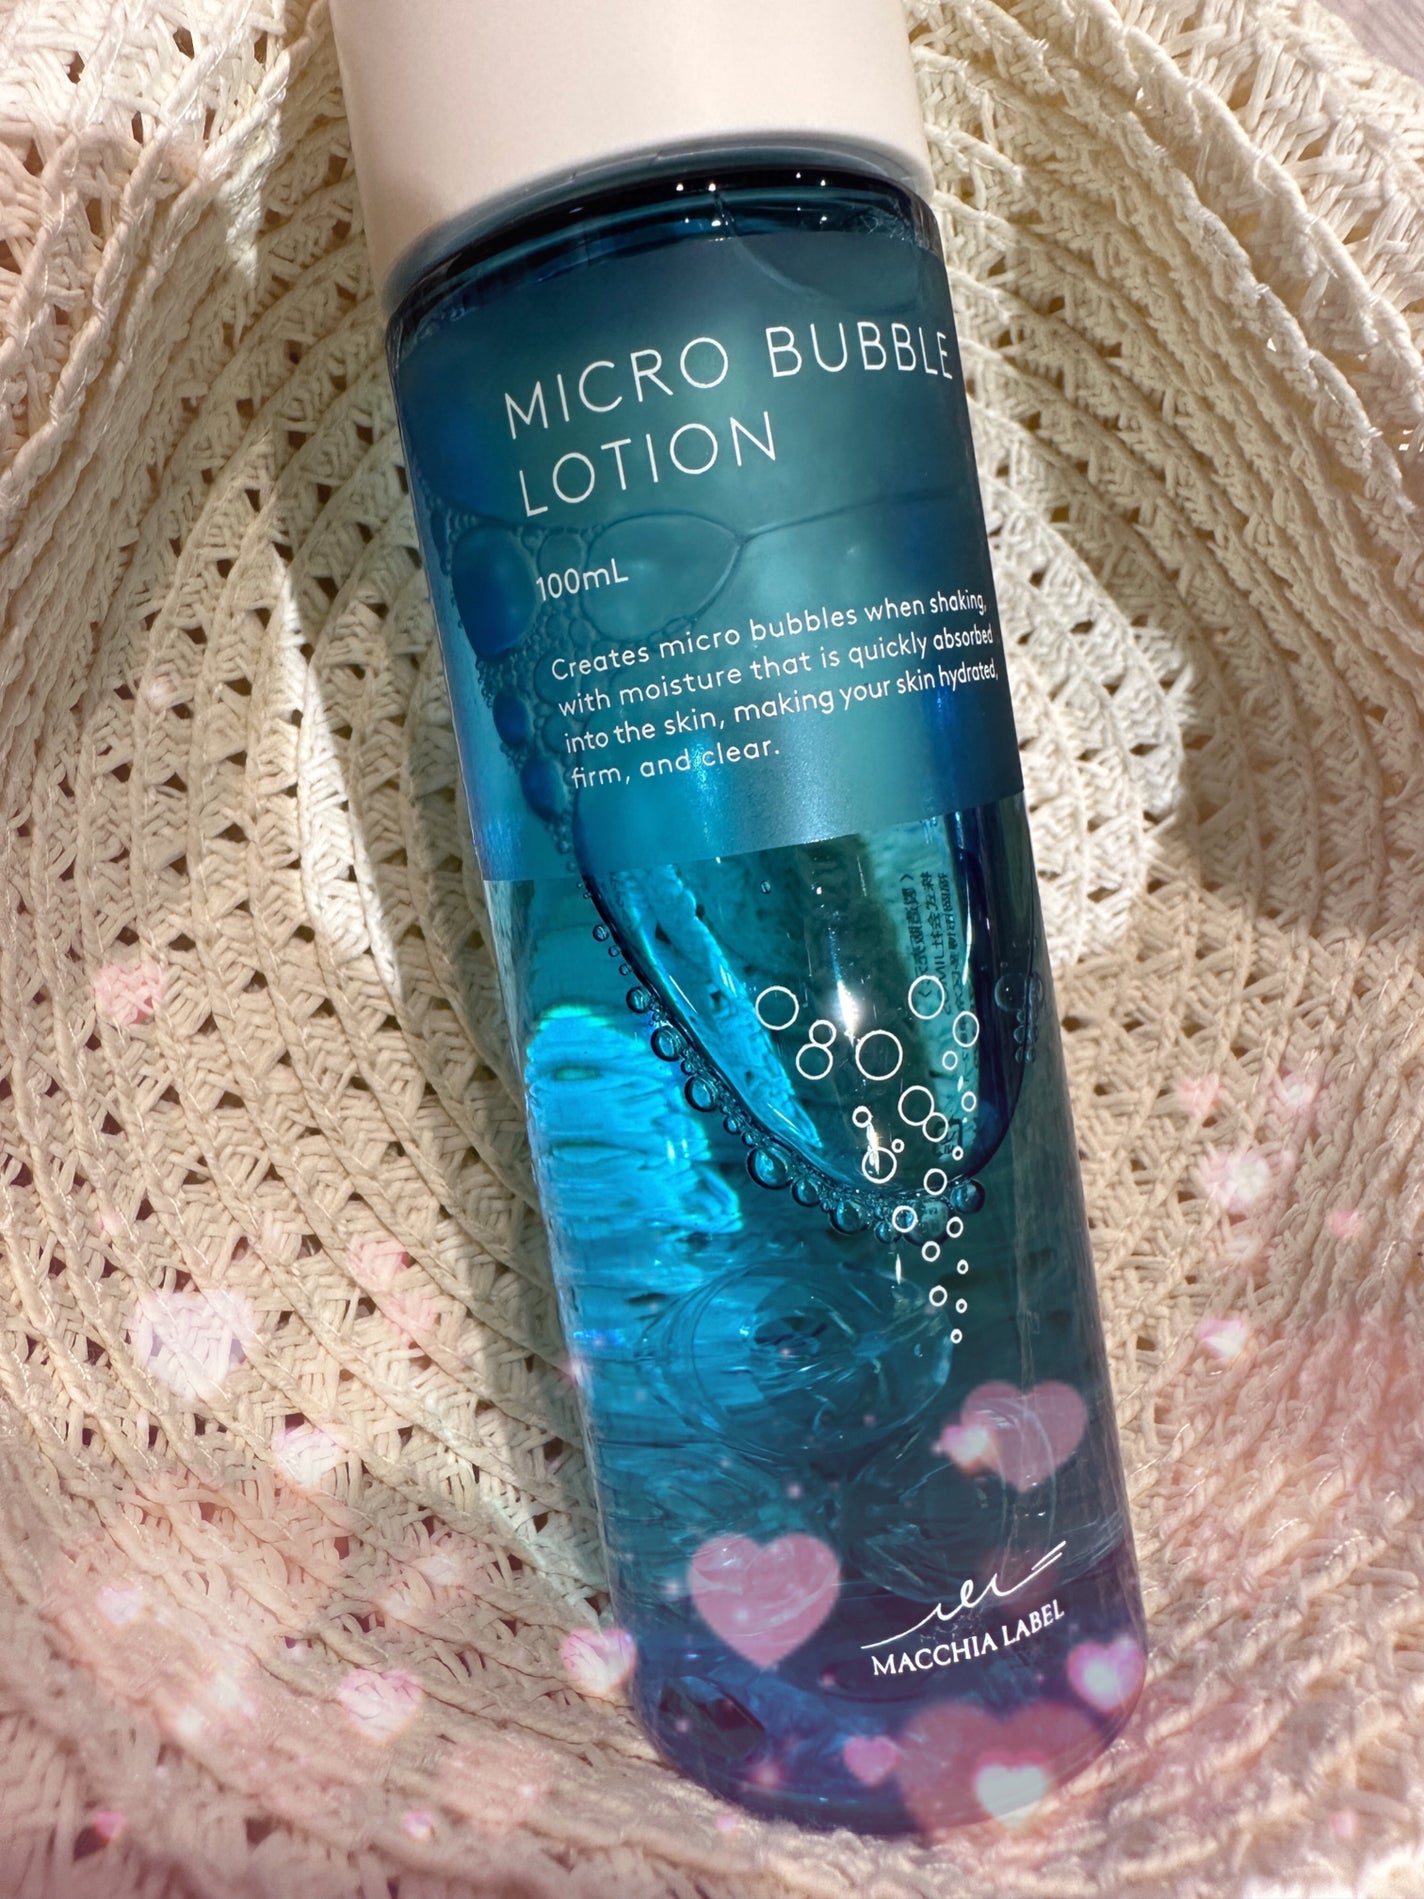 MICRO BUBBLE
LOTION
100mL
Creates micro bubbles when shaking,
with moisture that is quickly absorbed
into the skin, making your skin hydrated,
firm, and clear.
MACCHIA LABEL